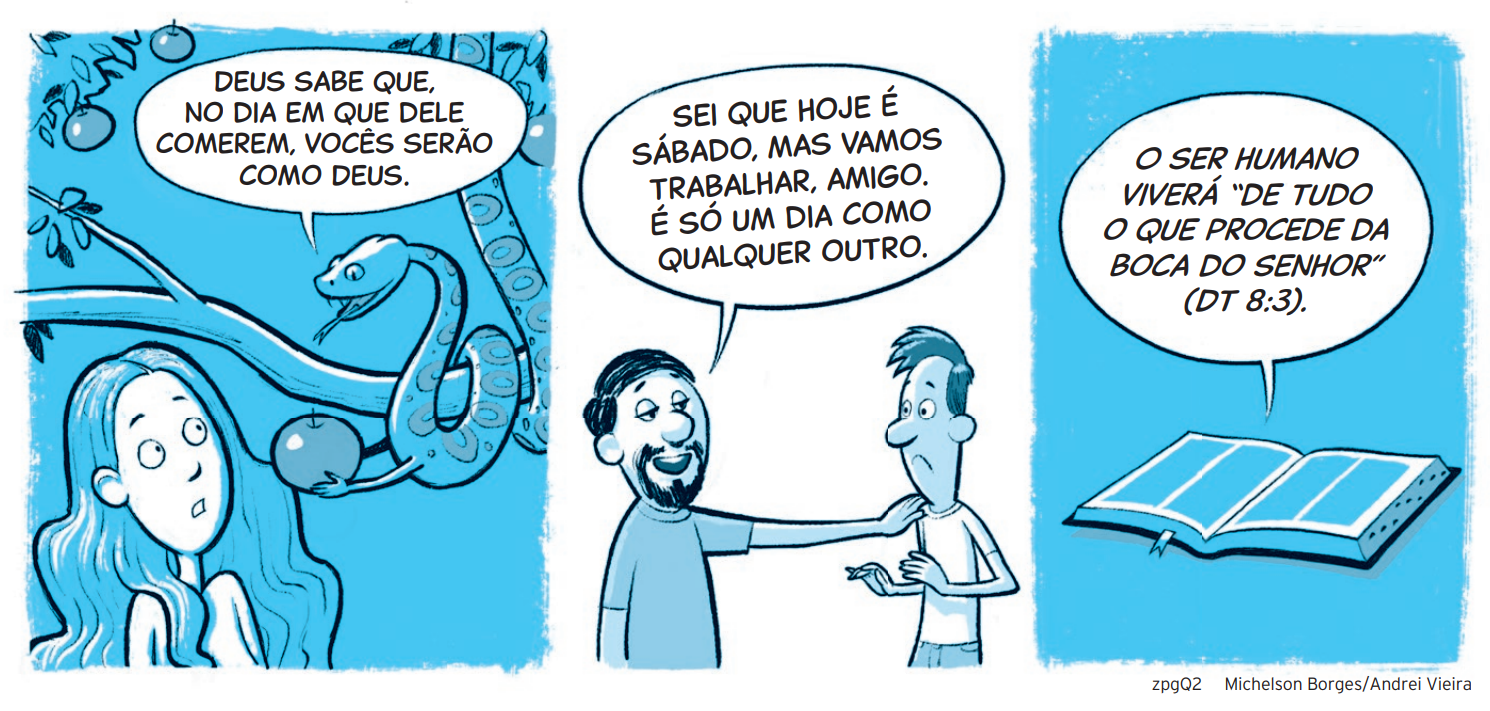 DEUS SABE QUE,
NO DIA EM QUE DELE
COMEREM, VOCÊS SERÃO
COMO DEUS.
SEI QUE HOJE É
SÁBADO, MAS VAMOS
TRABALHAR, AMIGO.
É SÓ UM DIA COMO
QUALQUER OUTRO.
O SER HUMANO
VIVERÁ “DE TUDO
O QUE PROCEDE DA
BOCA DO SENHOR”
(DT 8:3).
zpgQ2 Michelson Borges/Andrei Vieira